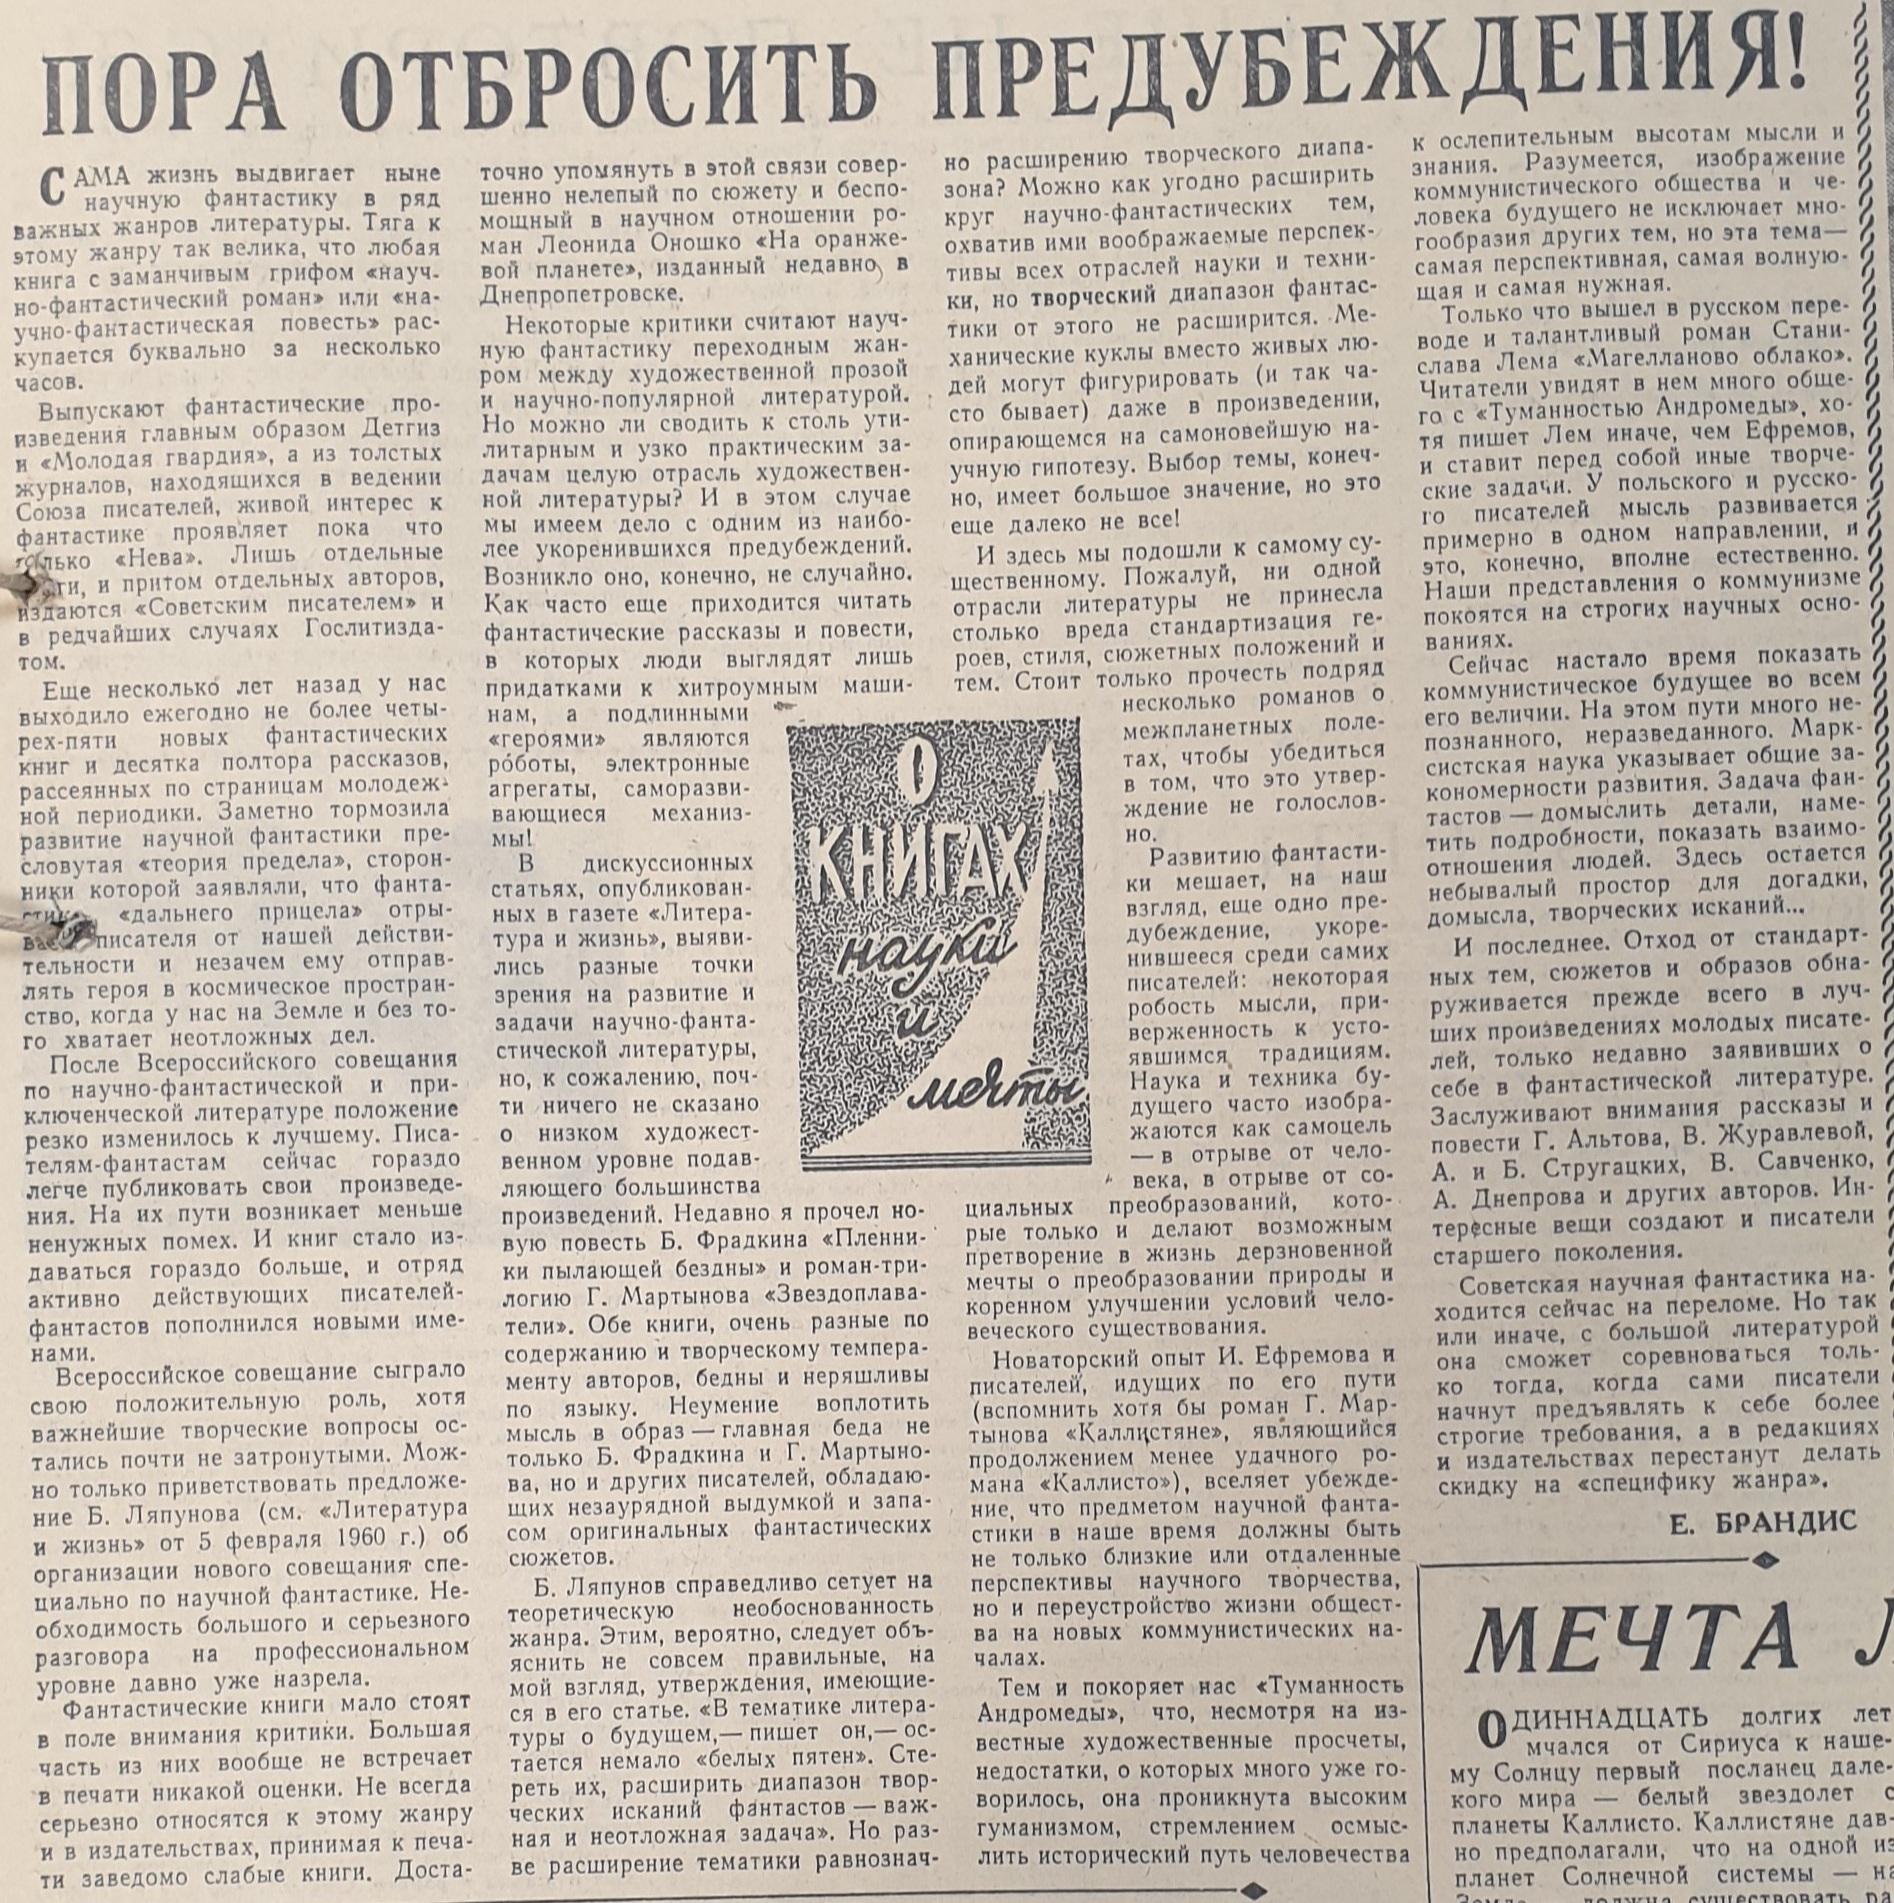 ПОРА ОТБРОСИТЬ ПРЕДУБЕЖДЕНИЯ!
САМА жизнь выдвигает ныне
научную фантастику в ряд
важных жанров литературы. Тяга к
этому жанру так велика, что любая
книга с заманчивым грифом «науч-
но-фантастический роман» или «на-
учно-фантастическая повесть» рас-
купается буквально за несколько
часов.
Выпускают фантастические про-
изведения главным образом Детгиз
и «Молодая гвардия», а из толстых
журналов, находящихся в ведении
Союза писателей, живой интерес к
фантастике проявляет пока что
только «Нева». Лишь отдельные
и притом отдельных авторов,
издаются «Советским писателем» и
в редчайших случаях Гослитизда-
том.
Еще несколько лет назад у нас
выходило ежегодно не более четы-
рех-пяти новых фантастических
книг и десятка полтора рассказов,
рассеянных по страницам молодеж-
ной периодики. Заметно тормозила
развитие научной фантастики пре-
словутая «теория предела», сторон-
ники которой заявляли, что фанта-
стика «дальнего прицела» отры-
вает писателя от нашей действи-
тельности и незачем ему отправ-
лять героя в космическое простран-
ство, когда у нас на Земле и без то-
го хватает неотложных дел.
После Всероссийского совещания
по научно-фантастической и при-
ключенческой литературе положение
резко изменилось к лучшему. Писа-
телям-фантастам сейчас гораздо
легче публиковать свои произведе-
ния. На их пути возникает меньше
ненужных помех. И книг стало из-
даваться гораздо больше, и отряд
активно действующих писателей-
фантастов пополнился новыми име-
нами.
Всероссийское совещание сыграло
свою положительную роль, хотя
важнейшие творческие вопросы ос-
тались почти не затронутыми. Мож-
но только приветствовать предложе-
ние Б. Ляпунова (см. «Литература
и жизнь» от 5 февраля 1960 г.) об
организации нового совещания спе-
циально по научной фантастике. Не-
обходимость большого и серьезного
разговора на профессиональном
уровне давно уже назрела.
Фантастические книги мало стоят
в поле внимания критики. Большая
часть из них вообще не встречает
в печати никакой оценки. Не всегда
серьезно относятся к этому жанру
и в издательствах, принимая к печа-
ти заведомо слабые книги. Доста-
точно упомянуть в этой связи совер-
шенно нелепый по сюжету и беспо-
мощный в научном отношении ро-
ман Леонида Оношко «На оранже-
вой планете», изданный недавно в
Днепропетровске.
Некоторые критики считают науч-
ную фантастику переходным жан-
ром между художественной прозой
и научно-популярной литературой.
Но можно ли сводить к столь ути-
литарным и узко практическим за-
дачам целую отрасль художествен-
ной литературы? И в этом случае
мы имеем дело с одним из наибо-
лее укоренившихся предубеждений.
Возникло оно, конечно, не случайно.
Как часто еще приходится читать
фантастические рассказы и повести,
в которых люди выглядят лишь
придатками к хитроумным маши-
нам, а подлинными
«героями» являются
роботы, электронные
агрегаты, саморазви-
вающиеся механиз-
мы!
В дискуссионных
статьях, опубликован-
ных в газете «Литера-
тура и жизнь», выяви-
лись разные точки
зрения на развитие и
задачи научно-фанта-
стической литературы,
но, к сожалению, поч-
ти ничего не сказано
о низком художест-
венном уровне подав-
ляющего большинства
произведений. Недавно я прочел но-
вую повесть Б. Фрадкина «Пленни-
ки пылающей бездны» и роман-три-
логию Г. Мартынова «Звездоплава-
тели». Обе книги, очень разные по
содержанию и творческому темпера-
менту авторов, бедны и неряшливы
по языку. Неумение воплотить
мысль в образ — главная беда не
только Б. Фрадкина и Г. Мартыно-
ва, но и других писателей, обладаю-
щих незаурядной выдумкой и запа-
сом оригинальных фантастических
сюжетов.
Б. Ляпунов справедливо сетует на
теоретическую необоснованность
жанра. Этим, вероятно, следует объ-
яснить не совсем правильные, на
мой взгляд, утверждения, имеющие-
ся в его статье. «В тематике литера-
туры о будущем,— пишет он,— ос-
тается немало «белых пятен». Сте-
реть их, расширить диапазон твор-
ческих исканий фантастов — важ-
ная и неотложная задача». Но раз-
ве расширение тематики равнознач-
но расширению творческого диапа-
зона? Можно как угодно расширить
круг научно-фантастических тем,
охватив ими воображаемые перспек-
тивы всех отраслей науки и техни-
ки, но творческий диапазон фантас-
тики от этого не расширится. Ме-
ханические куклы вместо живых лю-
дей могут фигурировать (и так ча-
сто бывает) даже в произведении,
опирающемся на самоновейшую на-
учную гипотезу. Выбор темы, конеч-
но, имеет большое значение, но это
еще далеко не все!
И здесь мы подошли к самому су-
щественному. Пожалуй, ни одной
отрасли литературы не принесла
столько вреда стандартизация ге-
роев, стиля, сюжетных положений и
тем. Стоит только прочесть подряд
несколько романов о
межпланетных поле-
тах, чтобы убедиться
в том, что это утвер-
ждение не голослов-
но.
Развитию фантасти-
ки мешает, на наш
взгляд, еще одно пре-
дубеждение, укоре-
нившееся среди самих
писателей: некоторая
робость мысли, при-
верженность к усто-
явшимся традициям.
Наука и техника бу-
дущего часто изобра-
жаются как самоцель
— в отрыве от чело-
века, в отрыве от со-
циальных преобразований, кото-
рые только и делают возможным
претворение в жизнь дерзновенной
мечты о преобразовании природы и
коренном улучшении условий чело-
веческого существования.
Новаторский опыт И. Ефремова и
писателей, идущих по его пути
(вспомнить хотя бы роман Г. Мар-
тынова «Каллистяне», являющийся
продолжением менее удачного ро-
мана «Каллисто»), вселяет убежде-
ние, что предметом научной фанта-
стики в наше время должны быть
не только близкие или отдаленные
перспективы научного творчества,
но и переустройство жизни общест-
ва на новых коммунистических на-
чалах.
Тем и покоряет нас «Туманность
Андромеды», что, несмотря на из-
вестные художественные просчеты,
недостатки, о которых много уже го-
ворилось, она проникнута высоким
гуманизмом, стремлением осмыс-
лить исторический путь человечества
О
КНИГАХ
науки
и
мечты
к ослепительным высотам мысли и
знания. Разумеется, изображение
коммунистического общества и че-
ловека будущего не исключает мно-
гообразия других тем, но эта тема—
самая перспективная, самая волную-
щая и самая нужная.
Только что вышел в русском пере-
воде и талантливый роман Стани-
слава Лема «Магелланово облако».
Читатели увидят в нем много обще-
го с «Туманностью Андромеды», хо-
тя пишет Лем иначе, чем Ефремов,
и ставит перед собой иные творче-
ские задачи. У польского и русско-
го писателей мысль развивается
примерно в одном направлении, и
это, конечно, вполне естественно.
Наши представления о коммунизме
покоятся на строгих научных осно-
ваниях.
Сейчас настало время показать
коммунистическое будущее во всем
его величии. На этом пути много не-
познанного, неразведанного. Марк-
систская наука указывает общие за-
кономерности развития. Задача фан-
тастов — домыслить детали, наме-
тить подробности, показать взаимо-
отношения людей. Здесь остается
небывалый простор для догадки,
домысла, творческих исканий...
И последнее. Отход от стандарт-
ных тем, сюжетов и образов обна-
руживается прежде всего в луч-
ших произведениях молодых писате-
лей, только недавно заявивших о
себе в фантастической литературе.
Заслуживают внимания рассказы и
повести Г. Альтова, В. Журавлевой,
А. и Б. Стругацких, В. Савченко,
А. Днепрова и других авторов. Ин-
тересные вещи создают и писатели
старшего поколения.
Советская научная фантастика на-
ходится сейчас на переломе. Но так
или иначе, с большой литературой
она сможет соревноваться толь-
ко тогда, когда сами писатели
начнут предъявлять к себе более
строгие требования, а в редакциях
и издательствах перестанут делать
скидку на «специфику жанра».
Е. БРАНДИС
МЕЧТА
ОДИННАДЦАТЬ долгих лет
мчался от Сириуса к наше-
му Солнцу первый посланец дале-
кого мира — белый звездолет с
планеты Каллисто. Каллистяне дав-
но предполагали, что на одной из
планет Солнечной системы — на